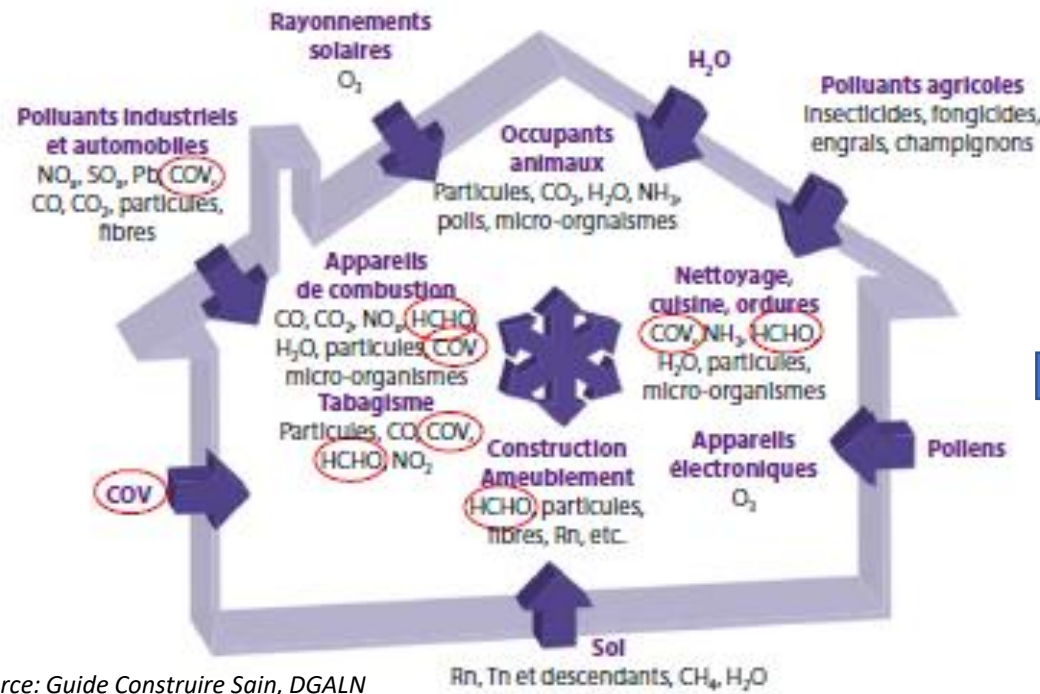 Rayonnements
solaires
O₃
H₂O
Polluants agricoles
Insecticides, fongicides,
engrais, champignons
Polluants Industriels
et automobiles
NOₓ, SOₓ, Pb, COV,
CO, CO₂, particules,
fibres
Occupants
animaux
Particules, CO₂, H₂O, NH₃,
poils, micro-orgnaismes
Appareils
de combustion
CO, CO₂, NOₓ, HCHO,
H₂O, particules, COV
micro-organismes
Tabagisme
Particules, CO, COV,
HCHO, NO₂
Nettoyage,
cuisine, ordures
COV, NH₃, HCHO,
H₂O, particules,
micro-organismes
Construction
Ameublement
HCHO, particules,
fibres, Rn, etc.
Appareils
électroniques
O₃
Pollens
COV
Sol
Rn, Tn et descendants, CH₄, H₂O
rce: Guide Construire Sain, DGALN